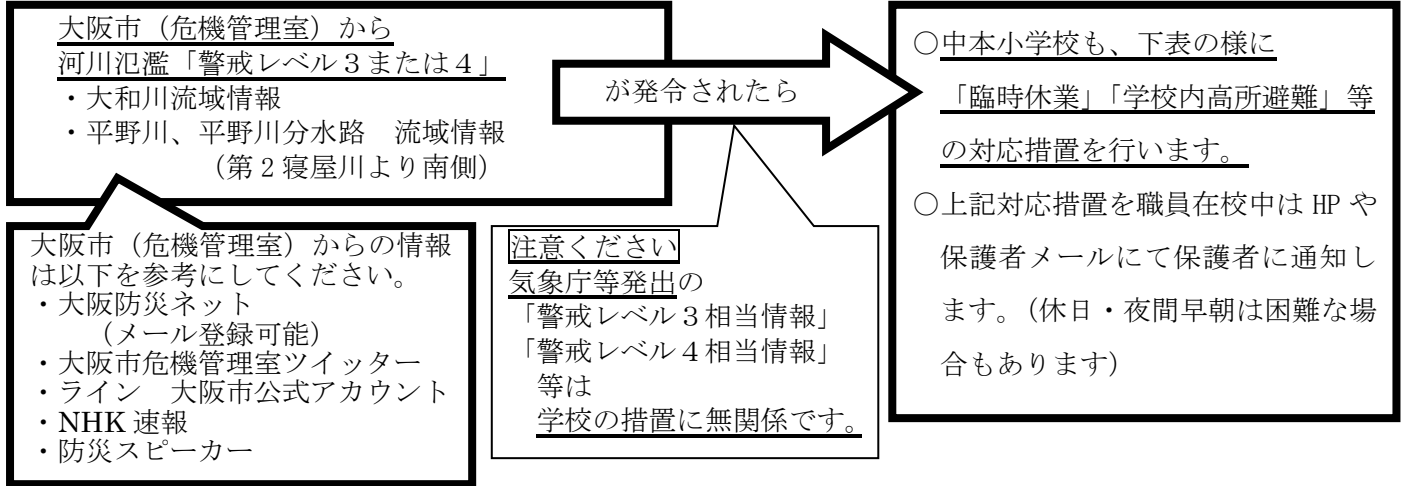 大阪市（危機管理室）から
河川氾濫「警戒レベル３または４」
・大和川流域情報
・平野川、平野川分水路　流域情報
（第２寝屋川より南側）
が発令されたら
○中本小学校も、下表の様に
「臨時休業」「学校内高所避難」等
の対応措置を行います。
○上記対応措置を職員在校中は HP や
保護者メールにて保護者に通知し
ます。（休日・夜間早朝は困難な場
合もあります）
大阪市（危機管理室）からの情報
は以下を参考にしてください。
・大阪防災ネット
（メール登録可能）
・大阪市危機管理室ツイッター
・ライン　大阪市公式アカウント
・NHK 速報
・防災スピーカー
注意ください
気象庁等発出の
「警戒レベル３相当情報」
「警戒レベル４相当情報」
等は
学校の措置に無関係です。